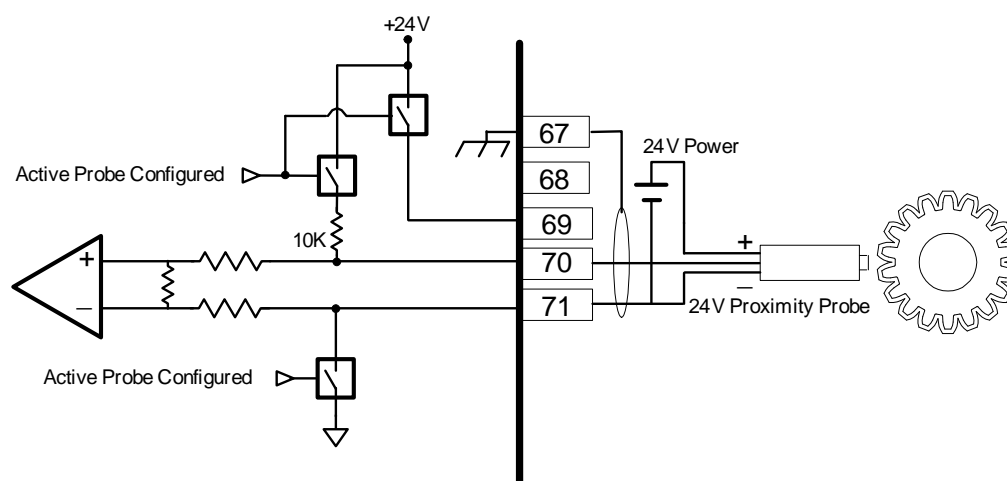 +24V
Active Probe Configured
10K
+
−
Active Probe Configured
67
68
69
70
71
24V Power
+
−
24V Proximity Probe